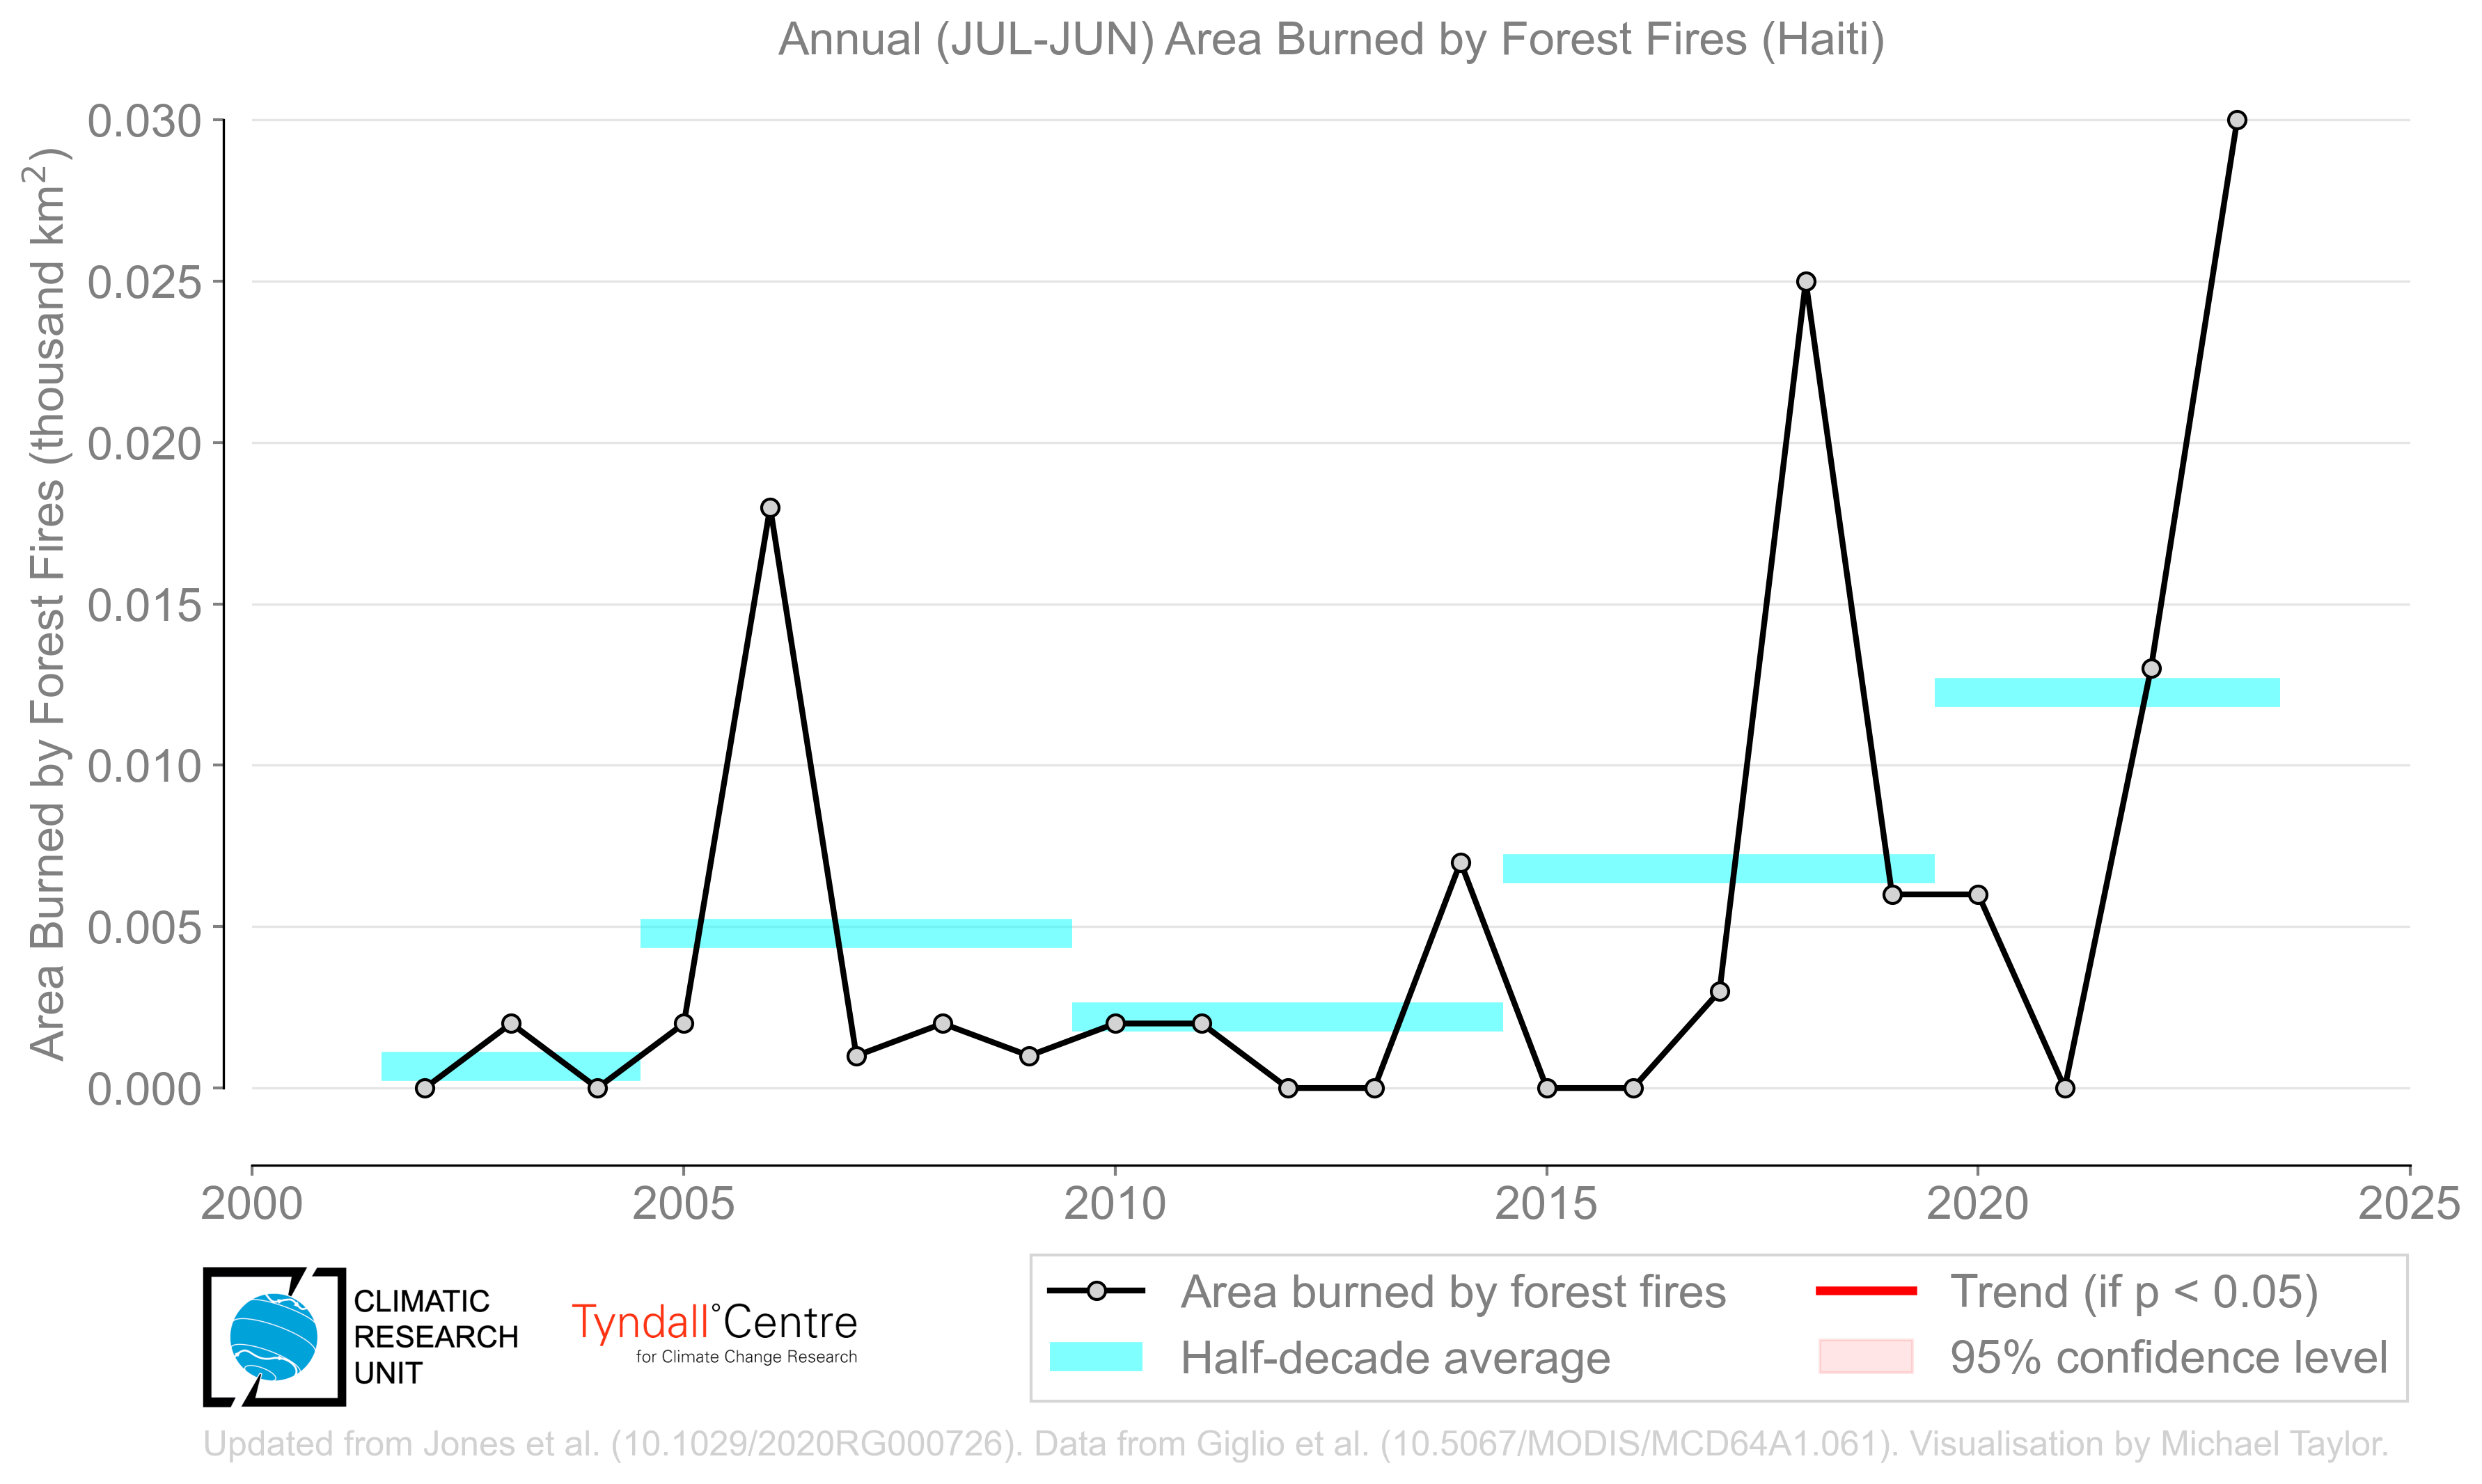 Annual (JUL-JUN) Area Burned by Forest Fires (Haiti)
Area Burned by Forest Fires (thousand km²)
0.030
0.025
0.020
0.015
0.010
0.005
0.000
2000 2005 2010 2015 2020 2025
CLIMATIC
RESEARCH
UNIT
Tyndall°Centre
for Climate Change Research
Area burned by forest fires
Half-decade average
Trend (if p < 0.05)
95% confidence level
Updated from Jones et al. (10.1029/2020RG000726). Data from Giglio et al. (10.5067/MODIS/MCD64A1.061). Visualisation by Michael Taylor.